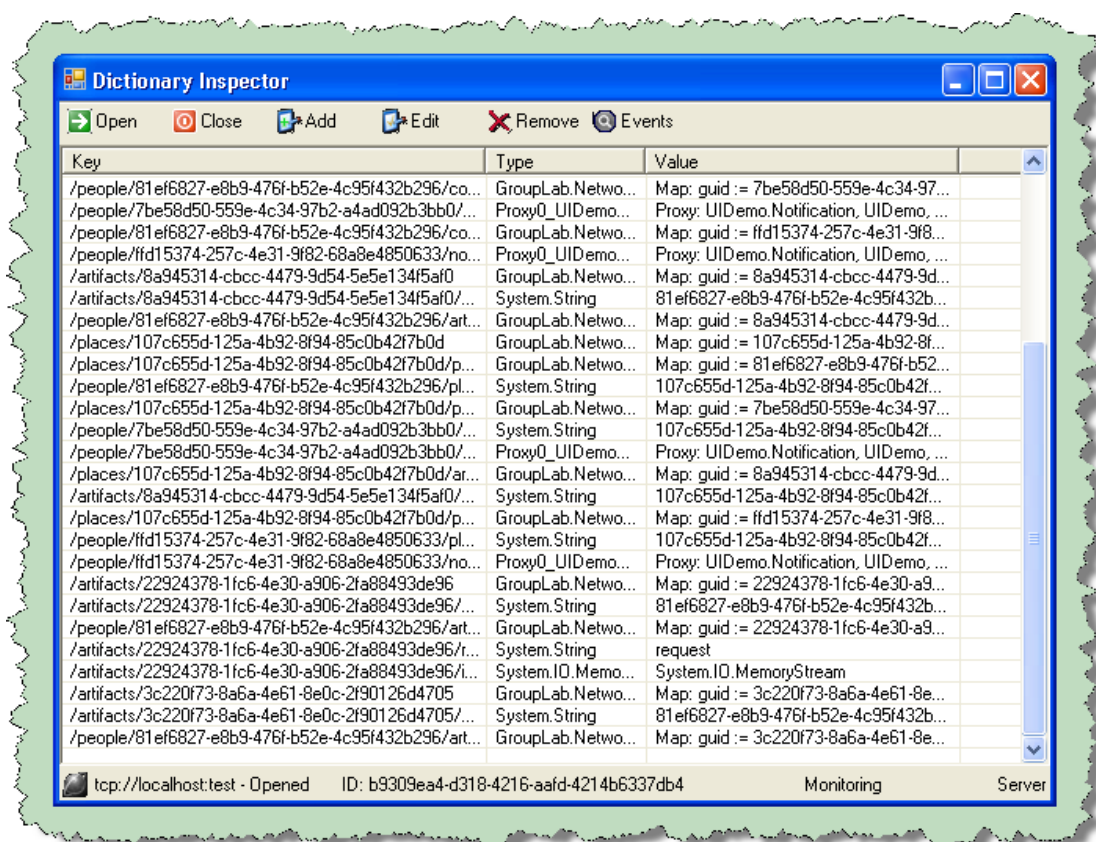 Dictionary Inspector
Open Close Add Edit Remove Events
Key Type Value
/people/81ef6827-e8b9-476f-b52e-4c95f432b296/co... GroupLab.Netwo... Map: guid := 7be58d50-559e-4c34-97...
/people/7be58d50-559e-4c34-97b2-a4ad092b3bb0/... Proxy0_UIDemo... Proxy: UIDemo.Notification, UIDemo, ...
/people/81ef6827-e8b9-476f-b52e-4c95f432b296/co... GroupLab.Netwo... Map: guid := ffd15374-257c-4e31-9f8...
/people/ffd15374-257c-4e31-9f82-68a8e4850633/no... Proxy0_UIDemo... Proxy: UIDemo.Notification, UIDemo, ...
/artifacts/8a945314-cbcc-4479-9d54-5e5e134f5af0 GroupLab.Netwo... Map: guid := 8a945314-cbcc-4479-9d...
/artifacts/8a945314-cbcc-4479-9d54-5e5e134f5af0/... System.String 81ef6827-e8b9-476f-b52e-4c95f432b...
/people/81ef6827-e8b9-476f-b52e-4c95f432b296/art... GroupLab.Netwo... Map: guid := 8a945314-cbcc-4479-9d...
/places/107c655d-125a-4b92-8f94-85c0b42f7b0d GroupLab.Netwo... Map: guid := 107c655d-125a-4b92-8f...
/places/107c655d-125a-4b92-8f94-85c0b42f7b0d/p... GroupLab.Netwo... Map: guid := 81ef6827-e8b9-476f-b52...
/people/81ef6827-e8b9-476f-b52e-4c95f432b296/pl... System.String 107c655d-125a-4b92-8f94-85c0b42f...
/places/107c655d-125a-4b92-8f94-85c0b42f7b0d/p... GroupLab.Netwo... Map: guid := 7be58d50-559e-4c34-97...
/people/7be58d50-559e-4c34-97b2-a4ad092b3bb0/... System.String 107c655d-125a-4b92-8f94-85c0b42f...
/people/7be58d50-559e-4c34-97b2-a4ad092b3bb0/... Proxy0_UIDemo... Proxy: UIDemo.Notification, UIDemo, ...
/places/107c655d-125a-4b92-8f94-85c0b42f7b0d/ar... GroupLab.Netwo... Map: guid := 8a945314-cbcc-4479-9d...
/artifacts/8a945314-cbcc-4479-9d54-5e5e134f5af0/... System.String 107c655d-125a-4b92-8f94-85c0b42f...
/places/107c655d-125a-4b92-8f94-85c0b42f7b0d/p... GroupLab.Netwo... Map: guid := ffd15374-257c-4e31-9f8...
/people/ffd15374-257c-4e31-9f82-68a8e4850633/pl... System.String 107c655d-125a-4b92-8f94-85c0b42f...
/people/ffd15374-257c-4e31-9f82-68a8e4850633/no... Proxy0_UIDemo... Proxy: UIDemo.Notification, UIDemo, ...
/artifacts/22924378-1fc6-4e30-a906-2fa88493de96 GroupLab.Netwo... Map: guid := 22924378-1fc6-4e30-a9...
/artifacts/22924378-1fc6-4e30-a906-2fa88493de96/... System.String 81ef6827-e8b9-476f-b52e-4c95f432b...
/people/81ef6827-e8b9-476f-b52e-4c95f432b296/art... GroupLab.Netwo... Map: guid := 22924378-1fc6-4e30-a9...
/artifacts/22924378-1fc6-4e30-a906-2fa88493de96/r... System.String request
/artifacts/22924378-1fc6-4e30-a906-2fa88493de96/i... System.IO.Memo... System.IO.MemoryStream
/artifacts/3c220f73-8a6a-4e61-8e0c-2f90126d4705 GroupLab.Netwo... Map: guid := 3c220f73-8a6a-4e61-8e...
/artifacts/3c220f73-8a6a-4e61-8e0c-2f90126d4705/... System.String 81ef6827-e8b9-476f-b52e-4c95f432b...
/people/81ef6827-e8b9-476f-b52e-4c95f432b296/art... GroupLab.Netwo... Map: guid := 3c220f73-8a6a-4e61-8e...
tcp://localhost:test - Opened ID: b9309ea4-d318-4216-aafd-4214b6337db4 Monitoring Server